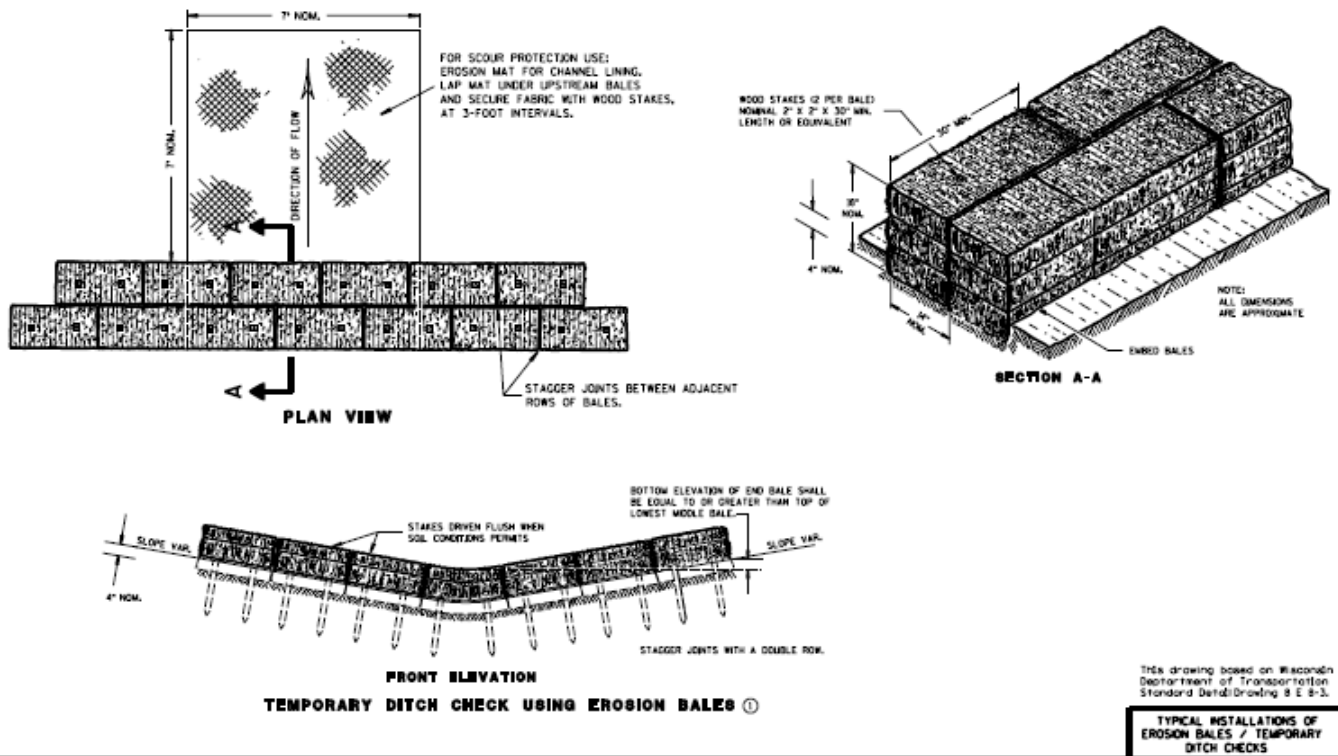 7' NOM.
FOR SCOUR PROTECTION USE:
EROSION MAT FOR CHANNEL LINING.
LAP MAT UNDER UPSTREAM BALES
AND SECURE FABRIC WITH WOOD STAKES,
AT 3-FOOT INTERVALS.
7' NOM.
DIRECTION OF FLOW
A
A
STAGGER JOINTS BETWEEN ADJACENT
ROWS OF BALES.
PLAN VIEW
WOOD STAKES (2 PER BALE)
NOMINAL 2" X 2" X 30" MIN.
LENGTH OR EQUIVALENT
30" MIN.
NOM.
4" NOM.
14"
NOM.
NOTE:
ALL DIMENSIONS
ARE APPROXIMATE
EMBED BALES
SECTION A-A
BOTTOM ELEVATION OF END BALE SHALL
BE EQUAL TO OR GREATER THAN TOP OF
LOWEST MIDDLE BALE.
STAKES DRIVEN FLUSH WHEN
SOIL CONDITIONS PERMITS
SLOPE VAR.
SLOPE VAR.
4" NOM.
STAGGER JOINTS WITH A DOUBLE ROW.
FRONT ELEVATION
TEMPORARY DITCH CHECK USING EROSION BALES ①
This drawing based on Wisconsin
Department of Transportation
Standard Detail Drawing 8 E 8-3.
TYPICAL INSTALLATIONS OF
EROSION BALES / TEMPORARY
DITCH CHECKS